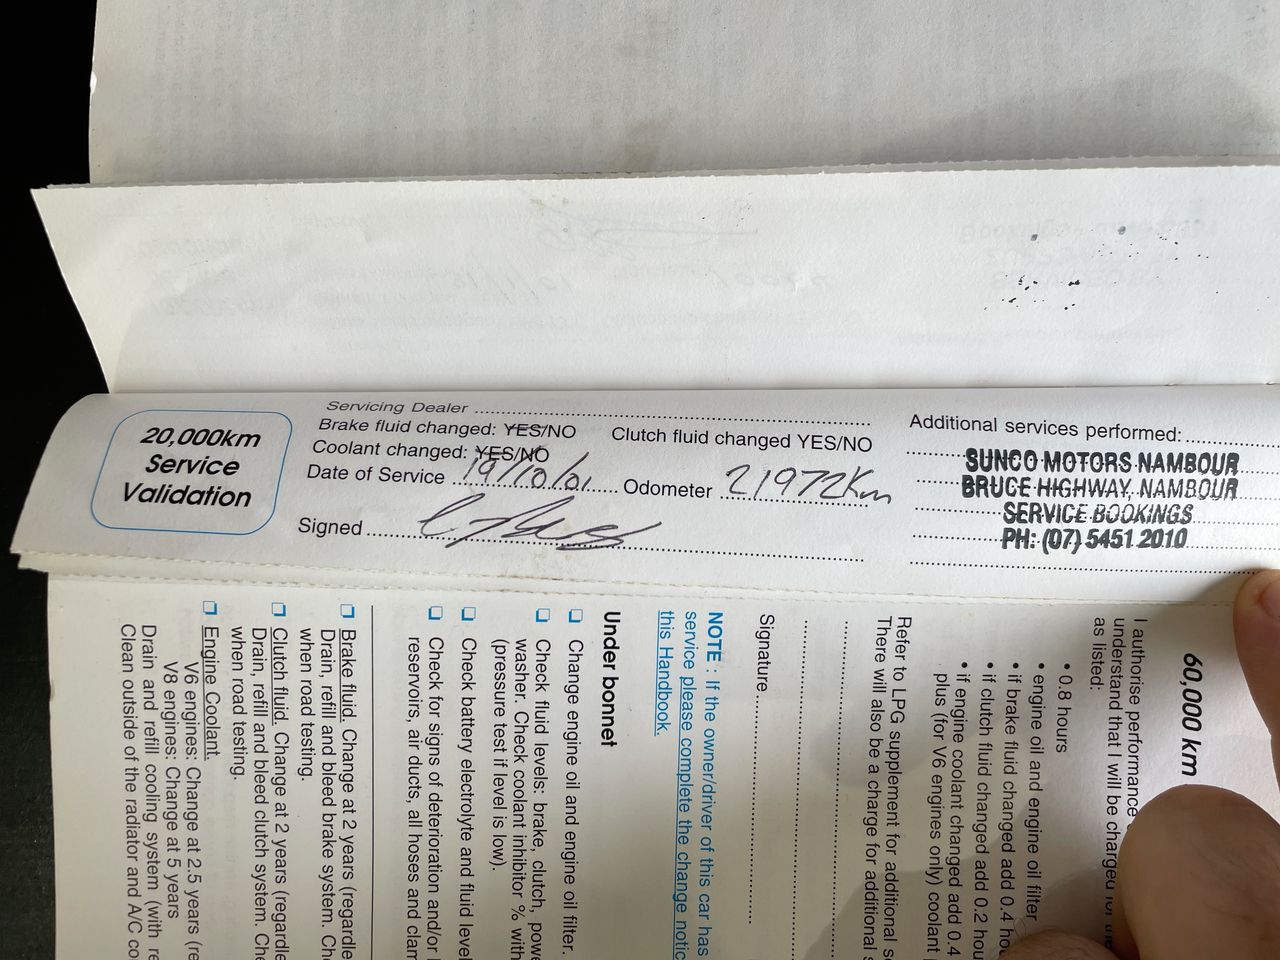 20,000km
Service
Validation
Servicing Dealer
Brake fluid changed: YES/NO Clutch fluid changed YES/NO
Coolant changed: YES/NO
Date of Service 19/10/01 Odometer 21972Km
Signed
Additional services performed:
SUNCO MOTORS NAMBOUR
BRUCE HIGHWAY, NAMBOUR
SERVICE BOOKINGS
PH: (07) 5451 2010
60,000 km
I authorise performance
understand that I will be charged for
as listed:
• 0.8 hours
• engine oil and engine oil filter
• if brake fluid changed add 0.4
• if clutch fluid changed add 0.2
• if engine coolant changed add 0.4
plus (for V6 engines only) coolant
Refer to LPG supplement for additional
There will also be a charge for additional
Signature
NOTE : If the owner/driver of this car has
service please complete the change
this Handbook.
Under bonnet
❑ Change engine oil and engine oil filter.
❑ Check fluid levels: brake, clutch,
washer. Check coolant inhibitor % with
(pressure test if level is low).
❑ Check battery electrolyte and fluid
❑ Check for signs of deterioration and/or
reservoirs, air ducts, all hoses and
❑ Brake fluid. Change at 2 years
Drain, refill and bleed brake system.
when road testing.
❑ Clutch fluid. Change at 2 years
Drain, refill and bleed clutch system.
when road testing.
❑ Engine Coolant.
V6 engines: Change at 2.5 years
V8 engines: Change at 5 years
Drain and refill cooling system (with
Clean outside of the radiator and A/C